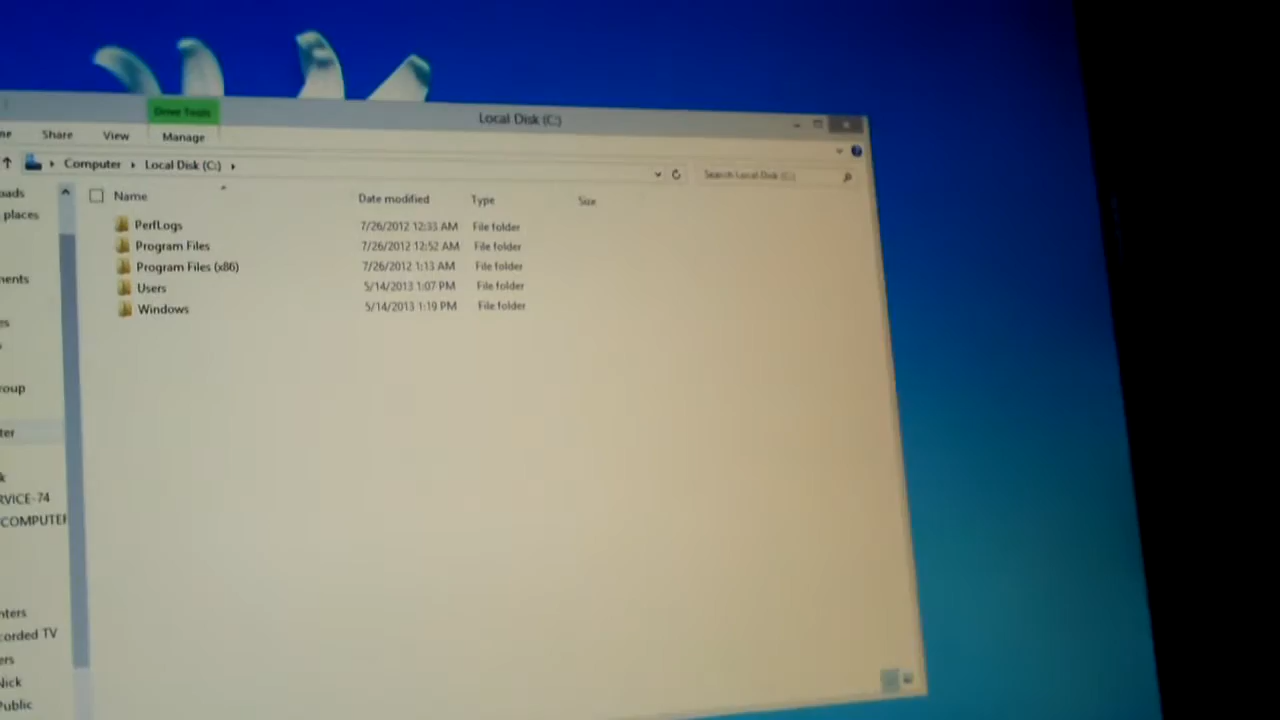 Drive Tools
Local Disk (C:)
Share View Manage
Computer Local Disk (C:)
Search Local Disk (C:)
Name Date modified Type Size
PerfLogs 7/26/2012 12:33 AM File folder
Program Files 7/26/2012 12:52 AM File folder
Program Files (x86) 7/26/2012 1:13 AM File folder
Users 5/14/2013 1:07 PM File folder
Windows 5/14/2013 1:19 PM File folder
oads
places
ments
es
roup
ter
k
RVICE-74
COMPUTER
nters
corded TV
ers
Nick
Public